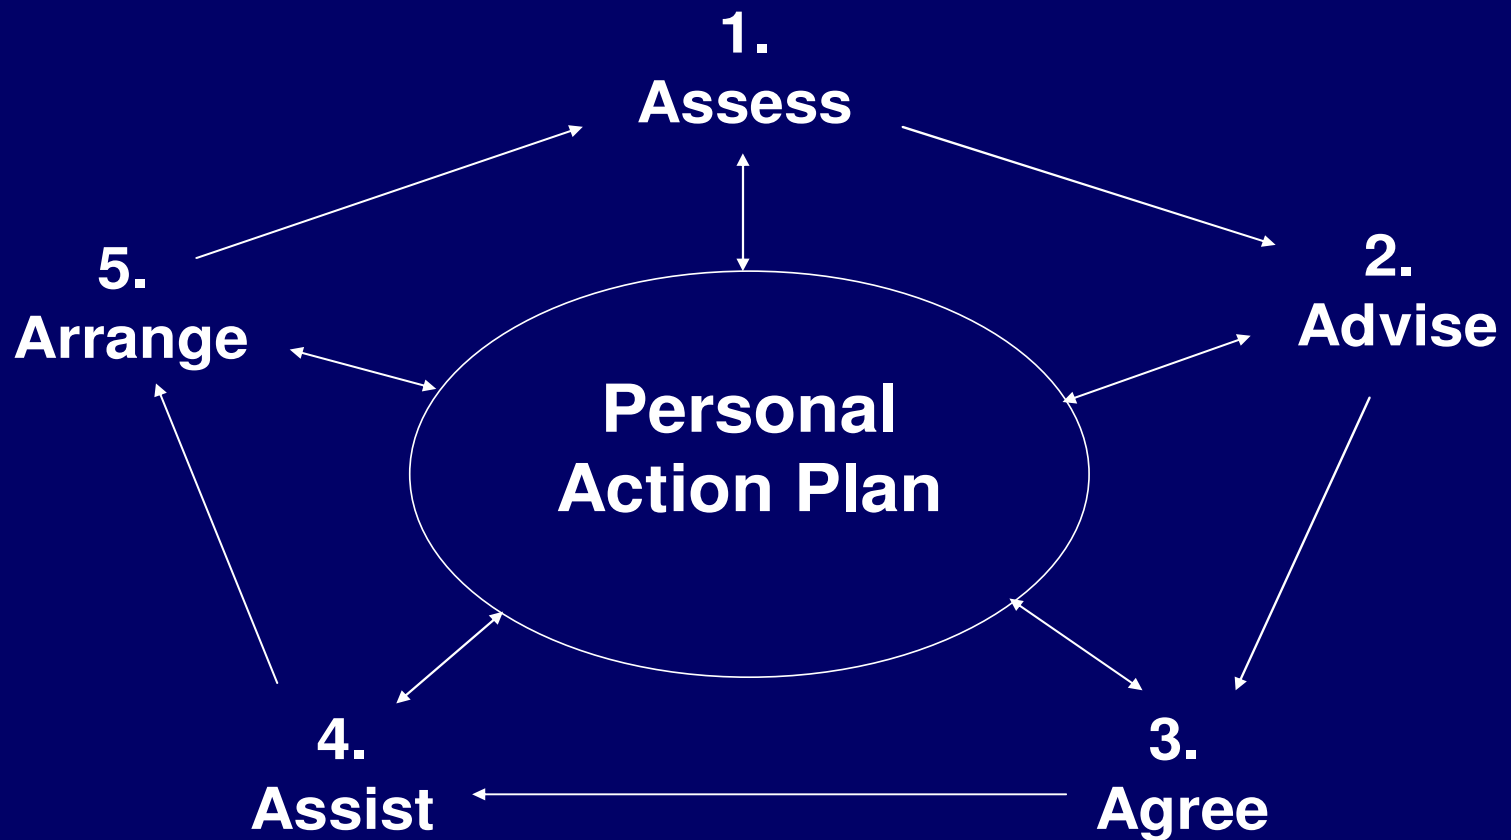 1.
Assess
2.
Advise
3.
Agree
4.
Assist
5.
Arrange
Personal
Action Plan